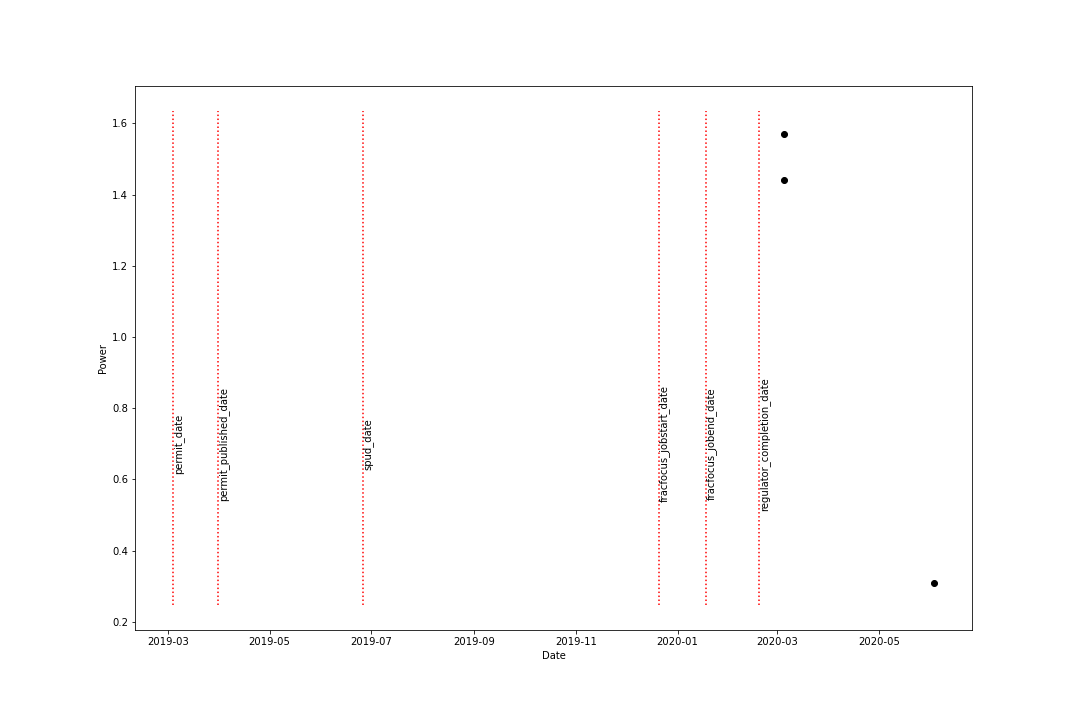 1.6
1.4
1.2
1.0
0.8
0.6
0.4
0.2
Power
permit_date
permit_published_date
spud_date
fracfocus_jobstart_date
fracfocus_jobend_date
regulator_completion_date
2019-03 2019-05 2019-07 2019-09 2019-11 2020-01 2020-03 2020-05
Date